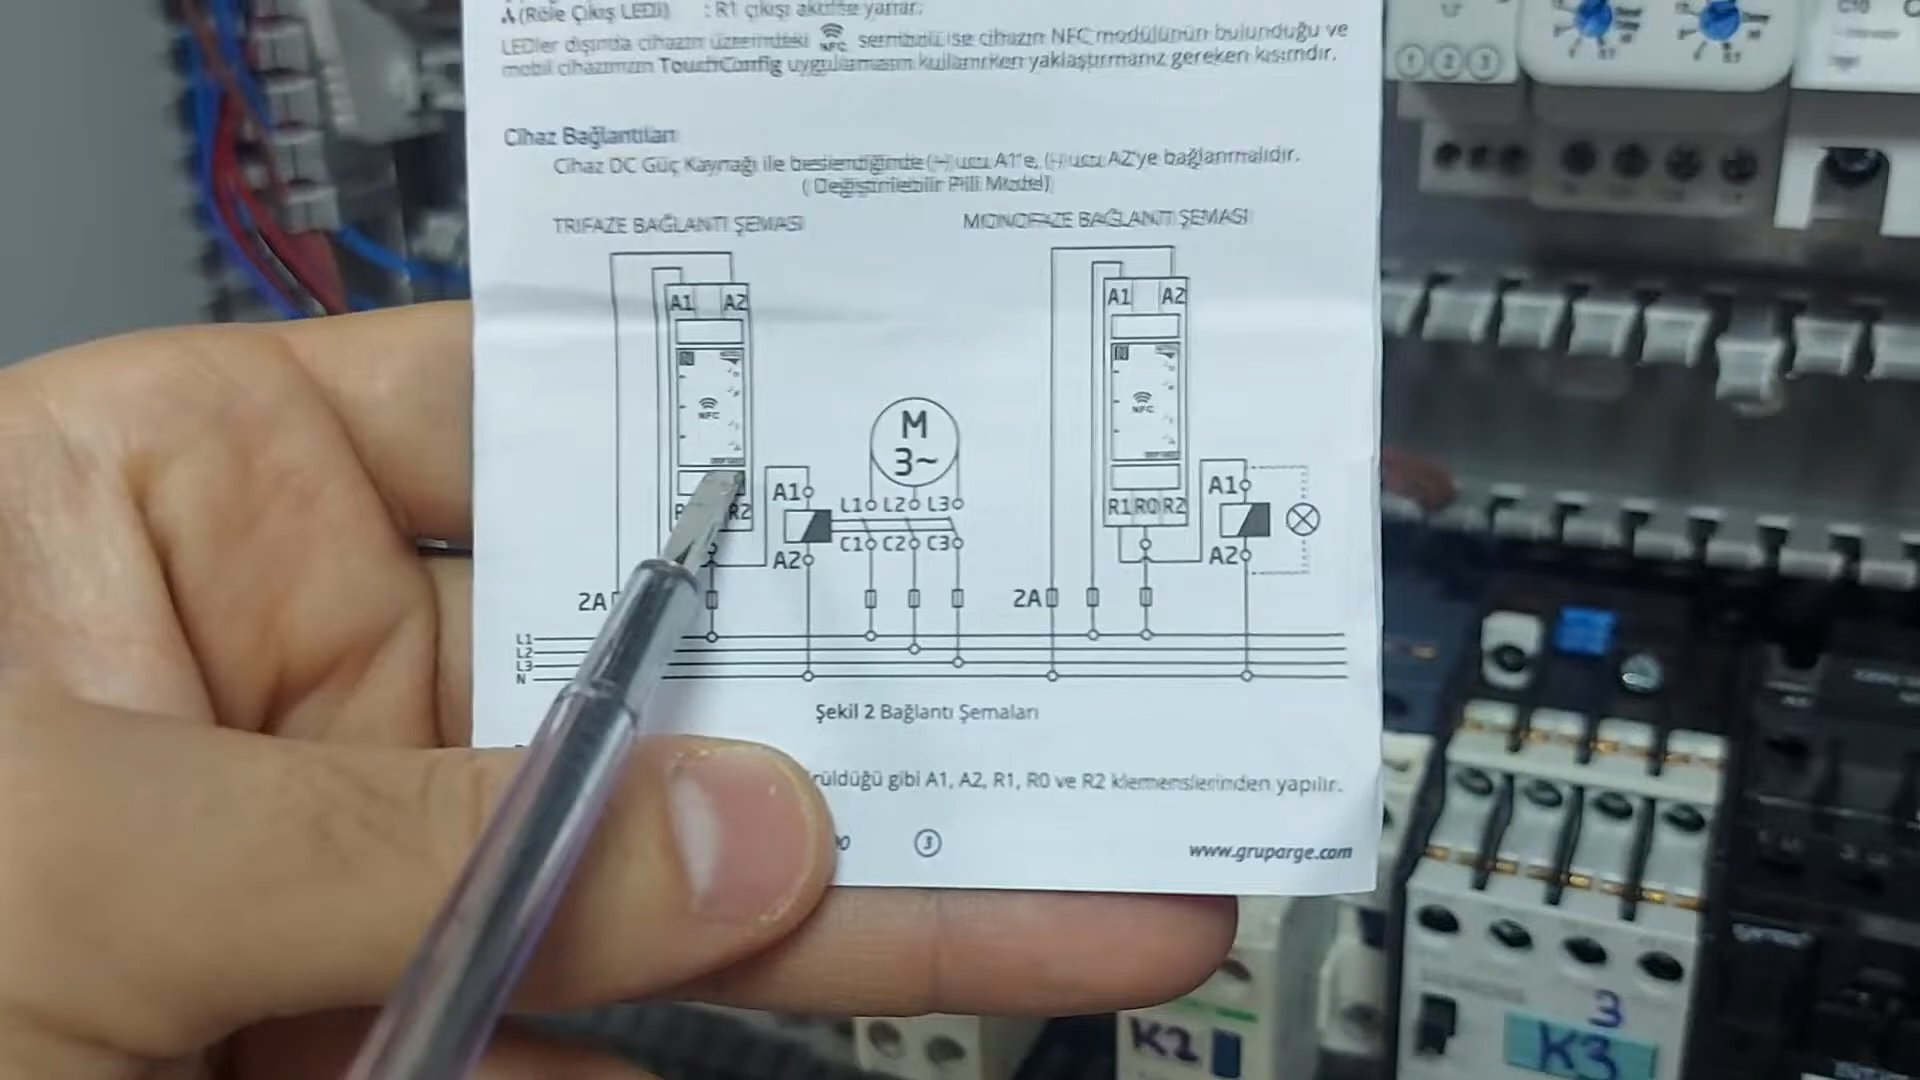 (Röle Çıkış LEDİ) : R1 çıkışı aktifse yanar.
LEDler dışında cihazın üzerindeki NFC sembolü ise cihazın NFC modülünün bulunduğu ve
mobil cihazınızın TouchConfig uygulamasını kullanırken yaklaştırmanız gereken kısımdır.
Cihaz Bağlantıları
Cihaz DC Güç Kaynağı ile beslendiğinde (+) ucu A1'e, (-) ucu A2'ye bağlanmalıdır.
( Değiştirilebilir Pilli Model)
TRIFAZE BAĞLANTI ŞEMASI MONOFAZE BAĞLANTI ŞEMASI
A1 A2 A1 A2
NFC NFC
M
3~
R2 A1 L1 L2 L3 R1 R0 R2 A1
A2 C1 C2 C3 A2
2A 2A
L1
L2
L3
N
Şekil 2 Bağlantı Şemaları
rüldüğü gibi A1, A2, R1, R0 ve R2 klemenslerinden yapılır.
3 www.gruparge.com
1 2 3
K2
3
K3